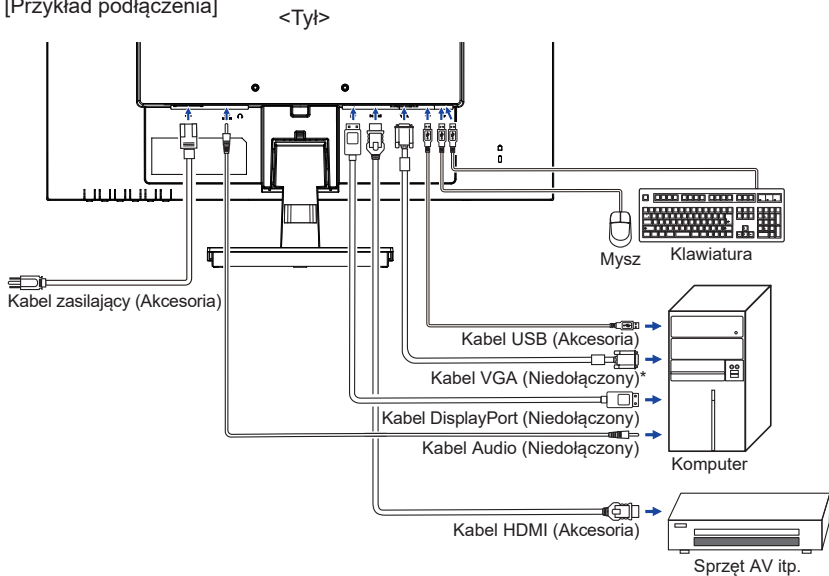 [Przykład podłączenia]
<Tył>
Mysz
Klawiatura
Kabel zasilający (Akcesoria)
Kabel USB (Akcesoria)
Kabel VGA (Niedołączony)*
Kabel DisplayPort (Niedołączony)
Kabel Audio (Niedołączony)
Komputer
Kabel HDMI (Akcesoria)
Sprzęt AV itp.